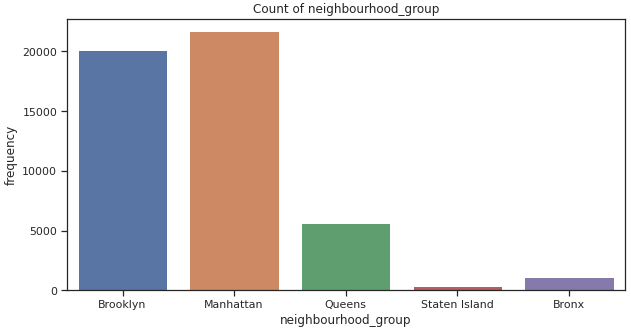 Count of neighbourhood_group
frequency
20000
15000
10000
5000
0
Brooklyn Manhattan Queens Staten Island Bronx
neighbourhood_group